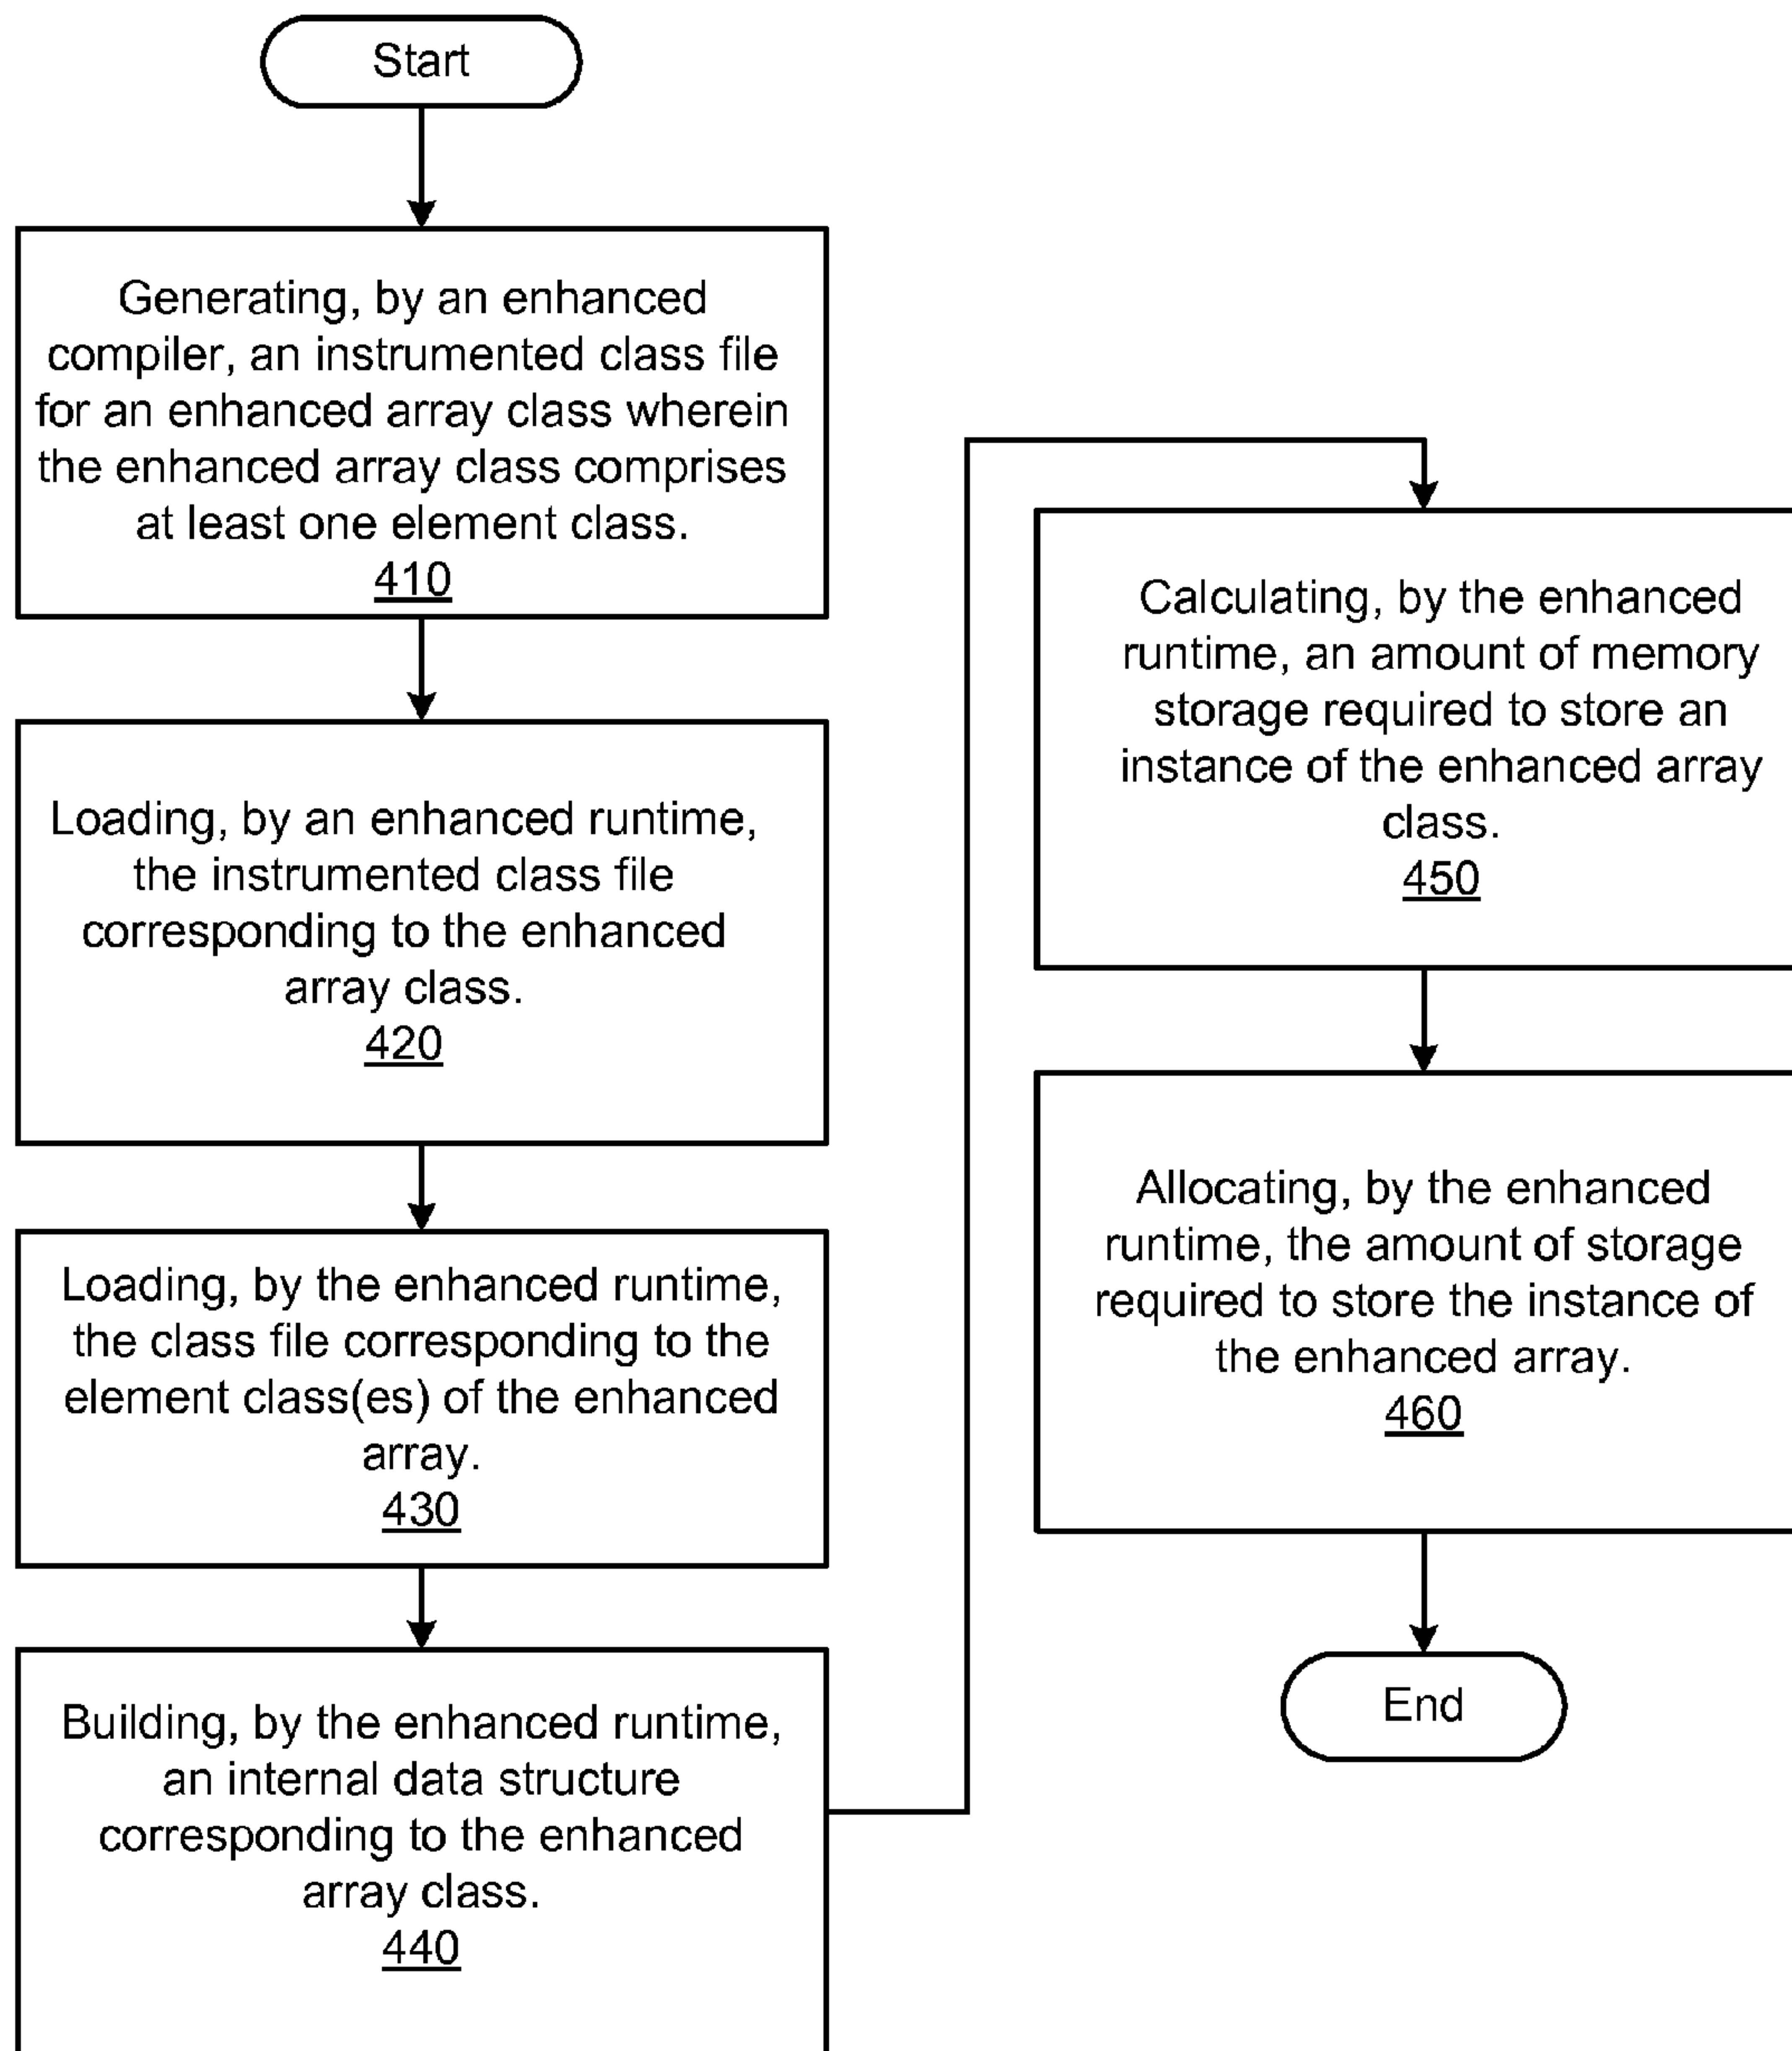 Start
Generating, by an enhanced
compiler, an instrumented class file
for an enhanced array class wherein
the enhanced array class comprises
at least one element class.
410
Loading, by an enhanced runtime,
the instrumented class file
corresponding to the enhanced
array class.
420
Loading, by the enhanced runtime,
the class file corresponding to the
element class(es) of the enhanced
array.
430
Building, by the enhanced runtime,
an internal data structure
corresponding to the enhanced
array class.
440
Calculating, by the enhanced
runtime, an amount of memory
storage required to store an
instance of the enhanced array
class.
450
Allocating, by the enhanced
runtime, the amount of storage
required to store the instance of
the enhanced array.
460
End